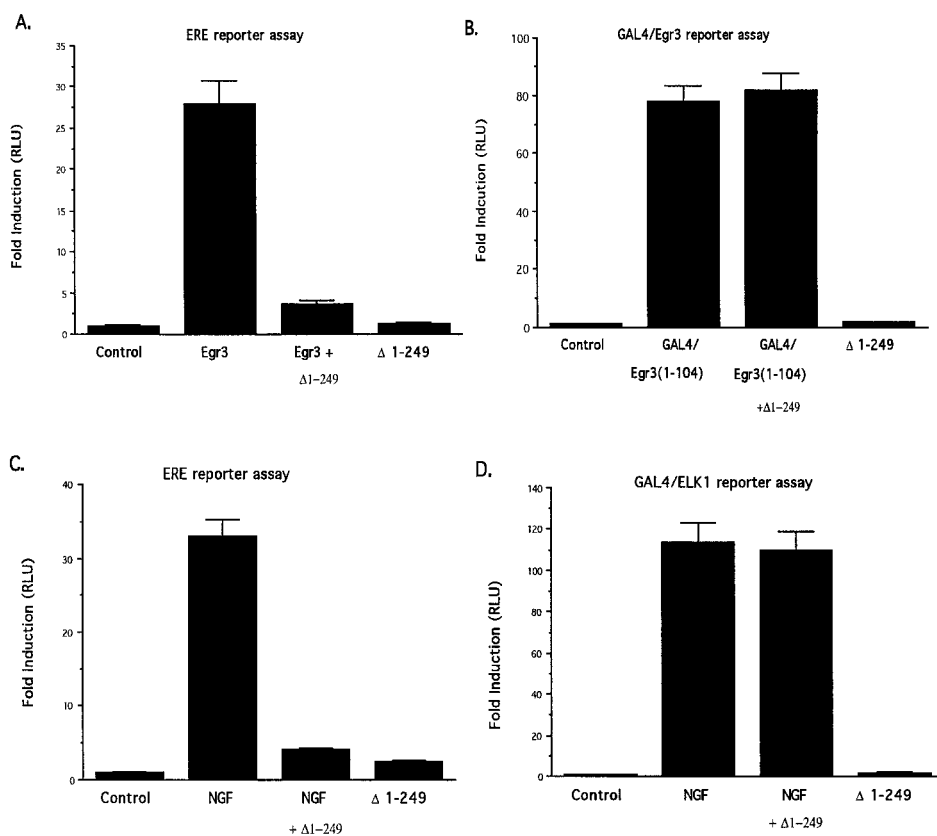 A.
ERE reporter assay
Fold Induction (RLU)
35
30
25
20
15
10
5
0
Control
Egr3
Egr3 +
Δ1–249
Δ 1-249
B.
GAL4/Egr3 reporter assay
Fold Indcution (RLU)
100
80
60
40
20
0
Control
GAL4/
Egr3(1-104)
GAL4/
Egr3(1-104)
+Δ1–249
Δ 1-249
C.
ERE reporter assay
Fold Induction (RLU)
40
30
20
10
0
Control
NGF
NGF
+ Δ1–249
Δ 1-249
D.
GAL4/ELK1 reporter assay
Fold Induction (RLU)
140
120
100
80
60
40
20
0
Control
NGF
NGF
+ Δ1–249
Δ 1-249